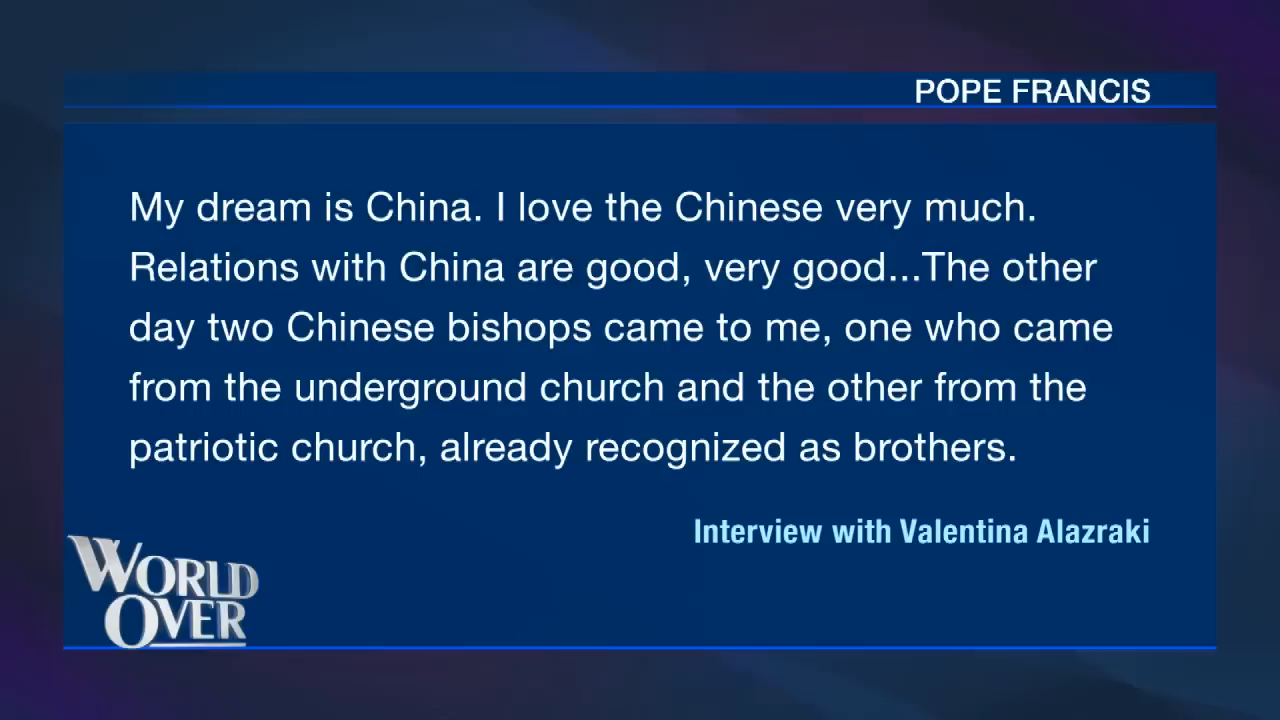 POPE FRANCIS
My dream is China. I love the Chinese very much.
Relations with China are good, very good...The other
day two Chinese bishops came to me, one who came
from the underground church and the other from the
patriotic church, already recognized as brothers.
Interview with Valentina Alazraki
WORLD
OVER